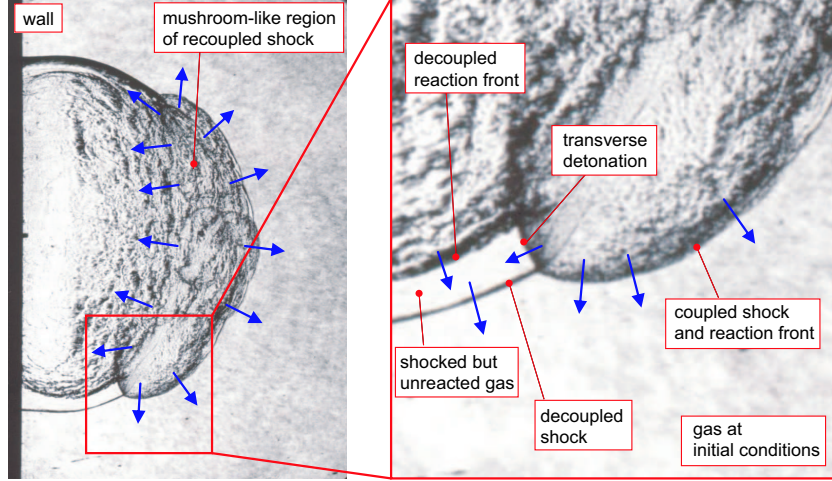 wall
mushroom-like region
of recoupled shock
decoupled
reaction front
transverse
detonation
shocked but
unreacted gas
decoupled
shock
coupled shock
and reaction front
gas at
initial conditions